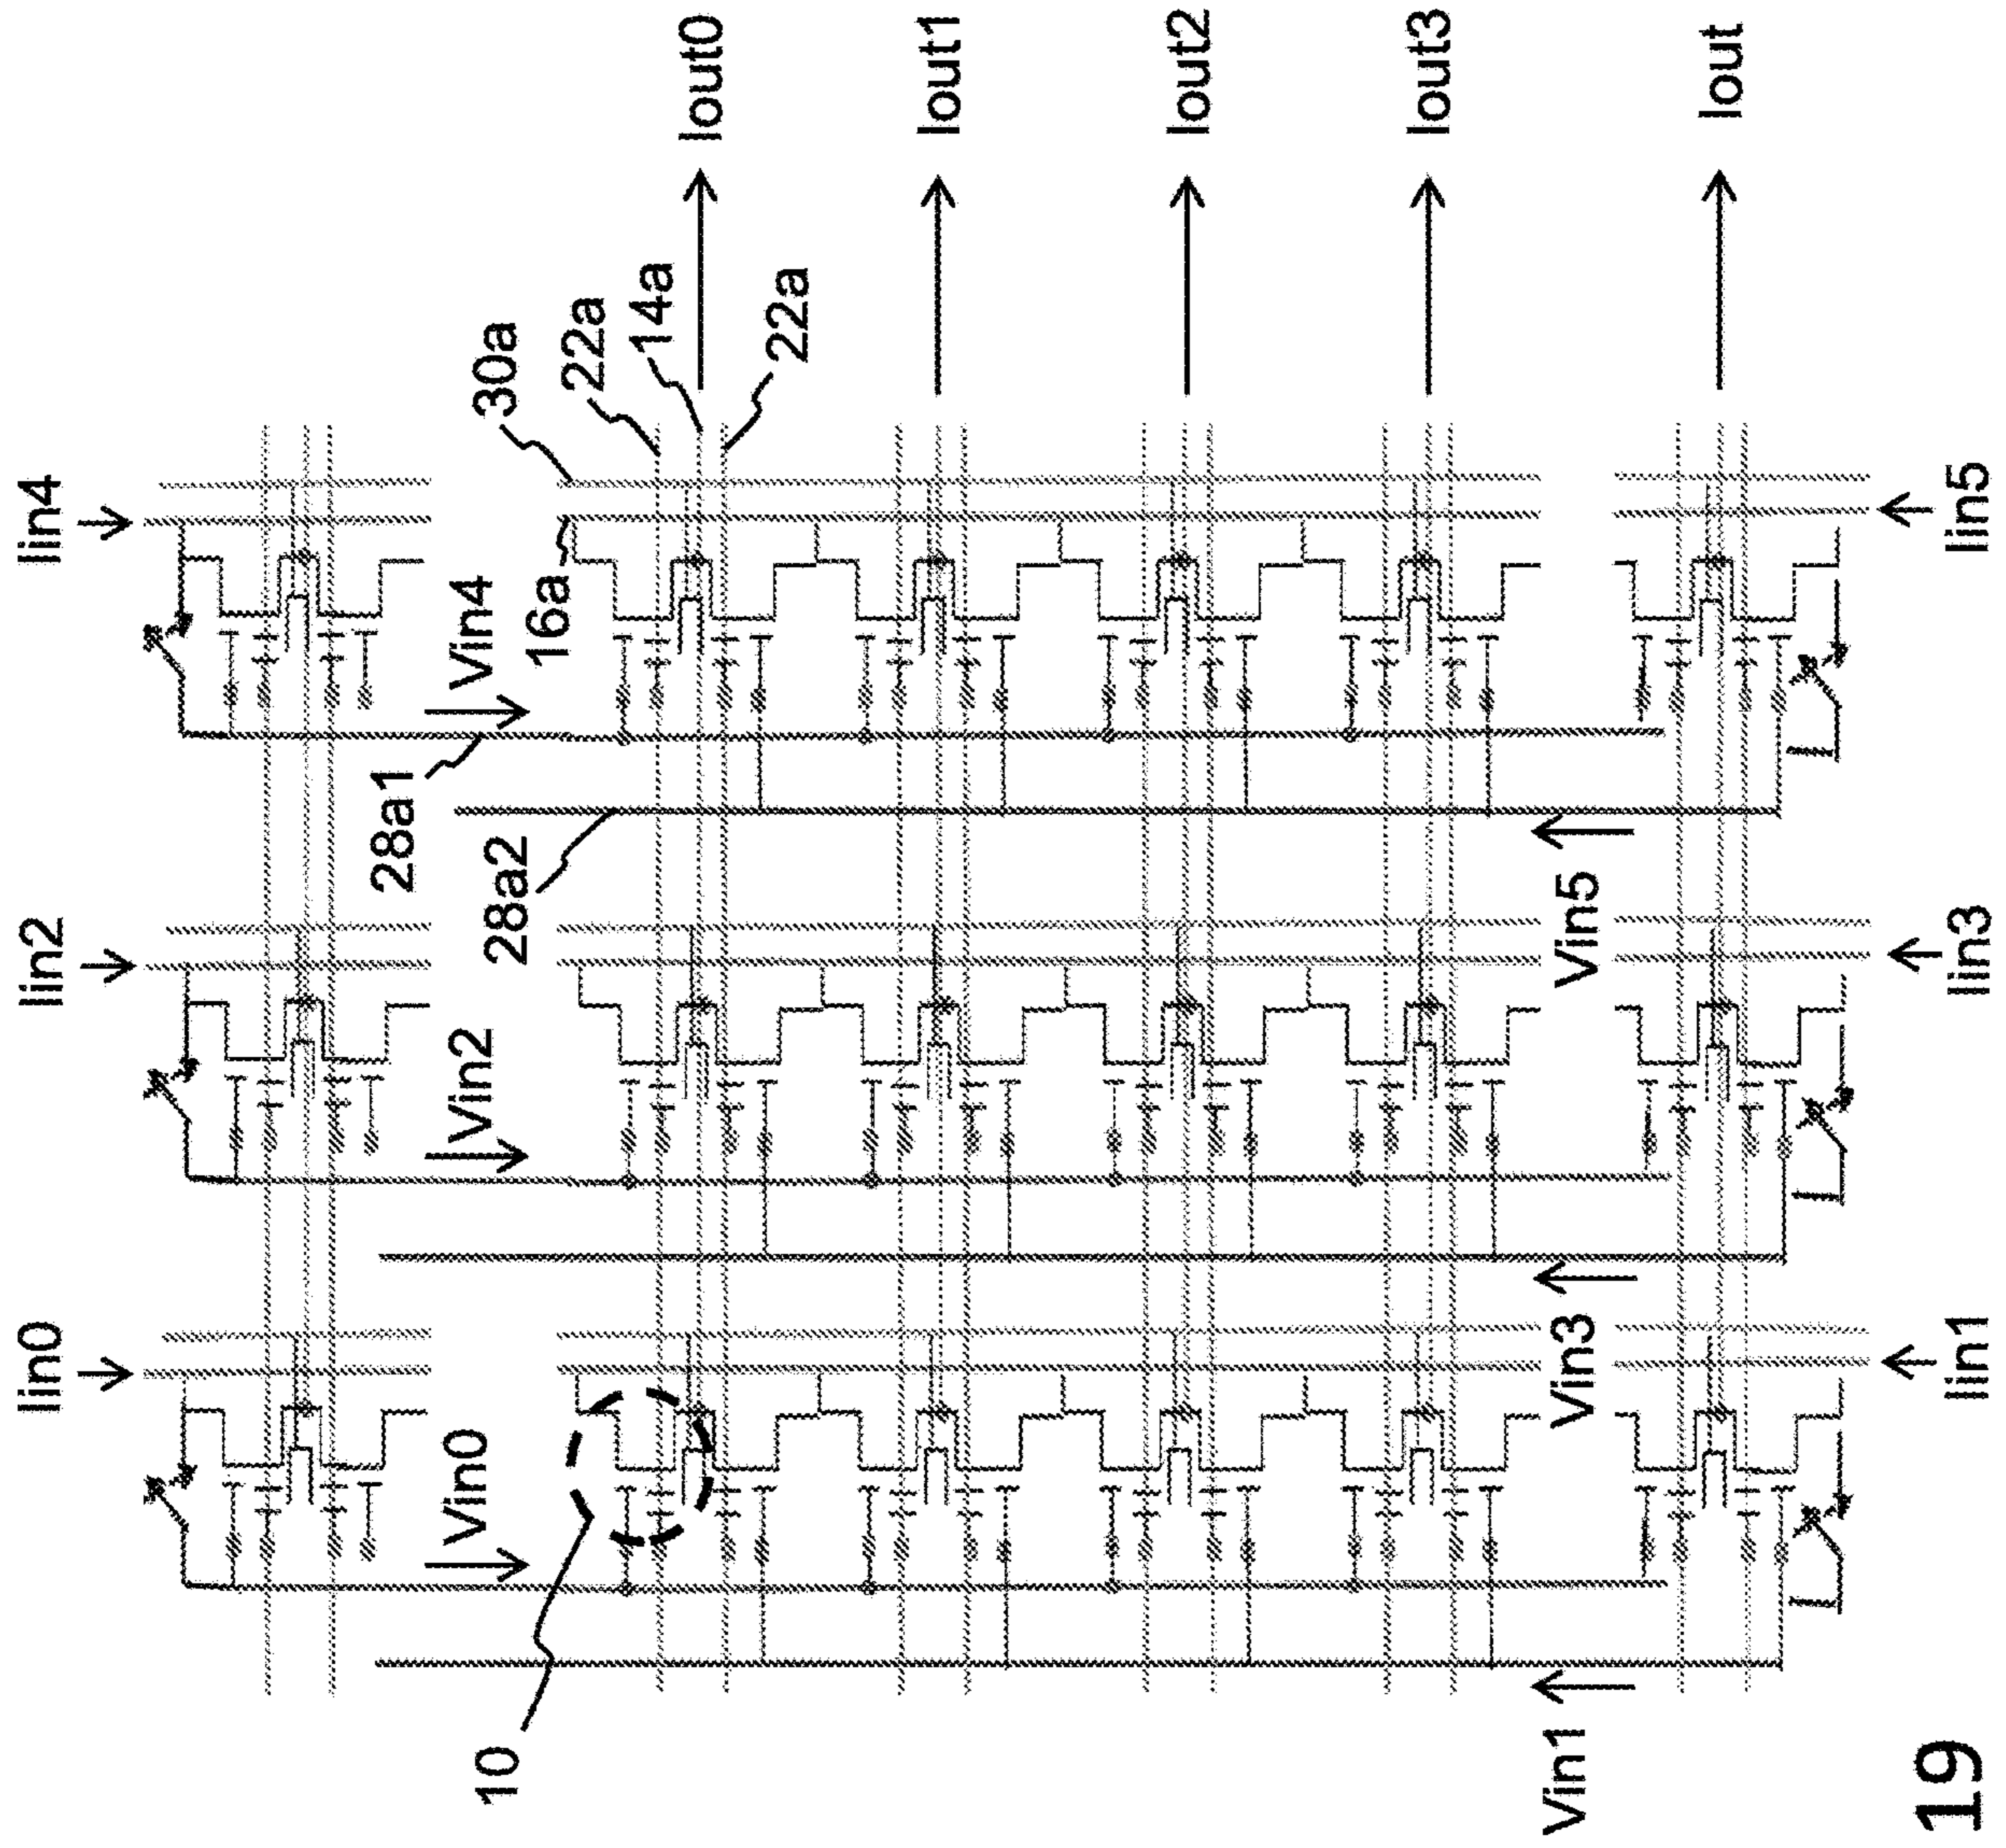 Iin0
Iin2
Iin4
Iout0
Iout1
Iout2
Iout3
Iout
30a
22a
14a
22a
16a
Vin4
28a1
28a2
Vin2
Vin0
10
Vin5
Vin3
Vin1
Iin1
Iin3
Iin5
19